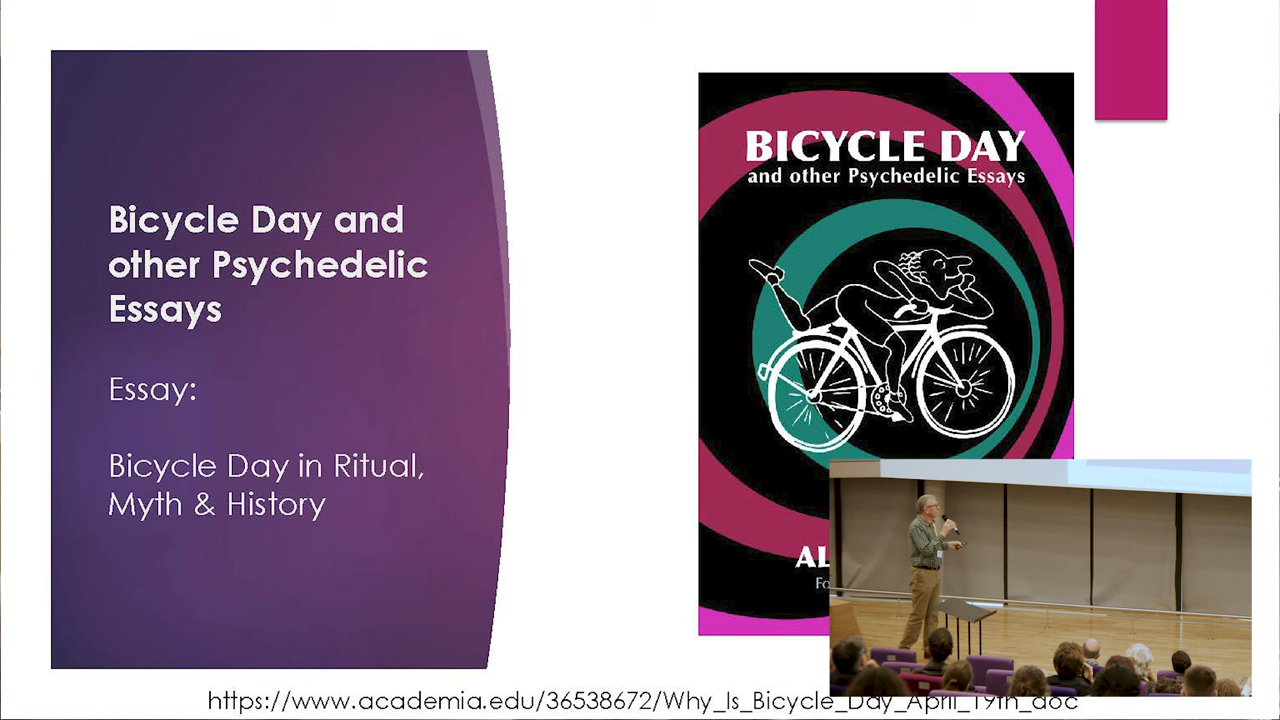 Bicycle Day and
other Psychedelic
Essays
Essay:
Bicycle Day in Ritual,
Myth & History
BICYCLE DAY
and other Psychedelic Essays
AL
Fo
https://www.academia.edu/36538672/Why_Is_Bicycle_Day_April_19th_doc